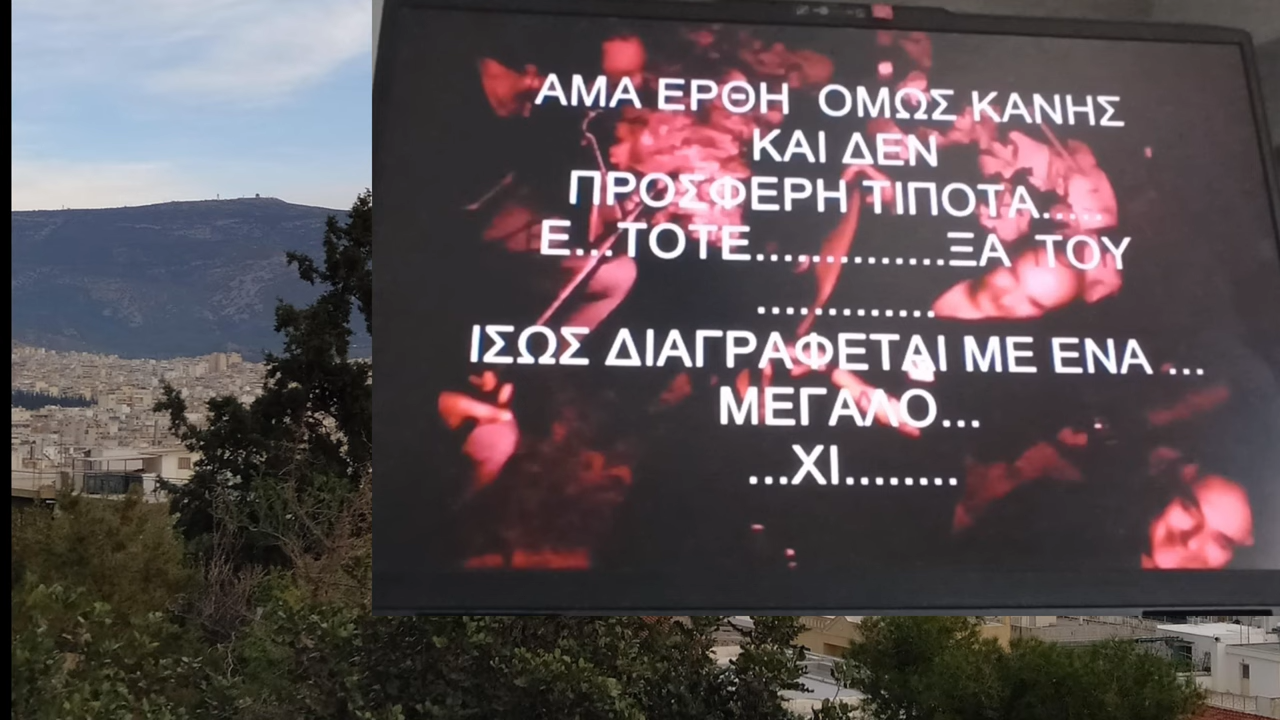 ΑΜΑ ΕΡΘΗ ΟΜΩΣ ΚΑΝΗΣ
ΚΑΙ ΔΕΝ
ΠΡΟΣΦΕΡΗ ΤΙΠΟΤΑ.....
Ε...ΤΟΤΕ..............ΞΑ ΤΟΥ
.............
ΙΣΩΣ ΔΙΑΓΡΑΦΕΤΑΙ ΜΕ ΕΝΑ ...
ΜΕΓΑΛΟ...
...ΧΙ........